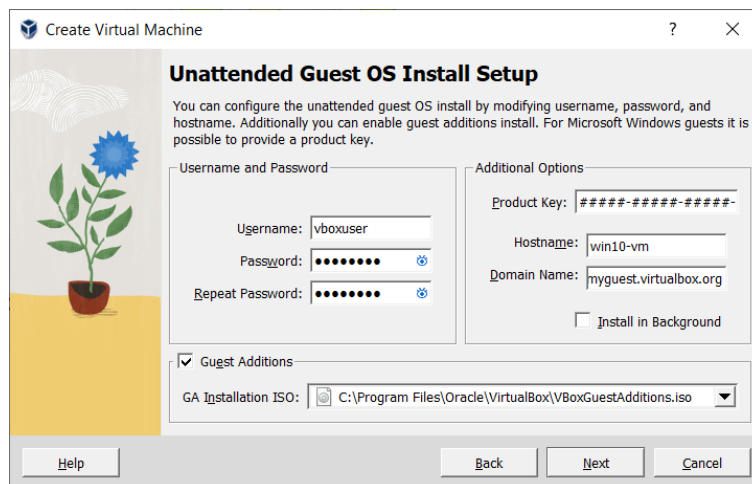 Create Virtual Machine
Unattended Guest OS Install Setup
You can configure the unattended guest OS install by modifying username, password, and
hostname. Additionally you can enable guest additions install. For Microsoft Windows guests it is
possible to provide a product key.
Username and Password
Username: vboxuser
Password: ●●●●●●●●
Repeat Password: ●●●●●●●●
Additional Options
Product Key: #####-#####-#####-
Hostname: win10-vm
Domain Name: myguest.virtualbox.org
Install in Background
Guest Additions
GA Installation ISO: C:\Program Files\Oracle\VirtualBox\VBoxGuestAdditions.iso
Help Back Next Cancel